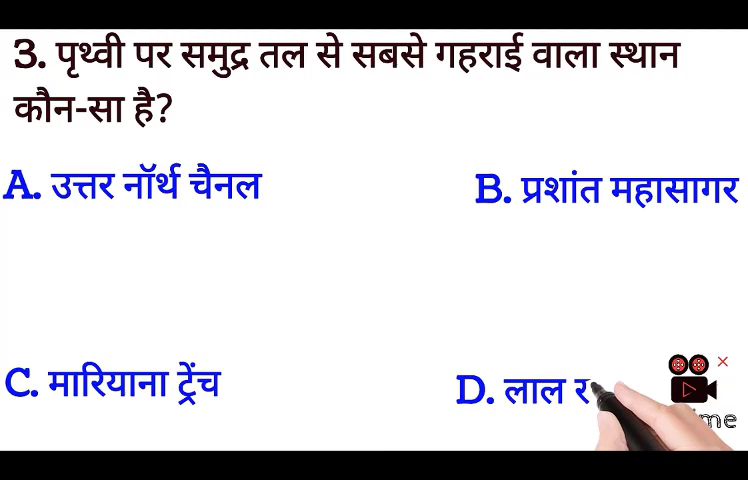 3. पृथ्वी पर समुद्र तल से सबसे गहराई वाला स्थान
कौन-सा है?
A. उत्तर नॉर्थ चैनल
B. प्रशांत महासागर
C. मारियाना ट्रेंच
D. लाल र